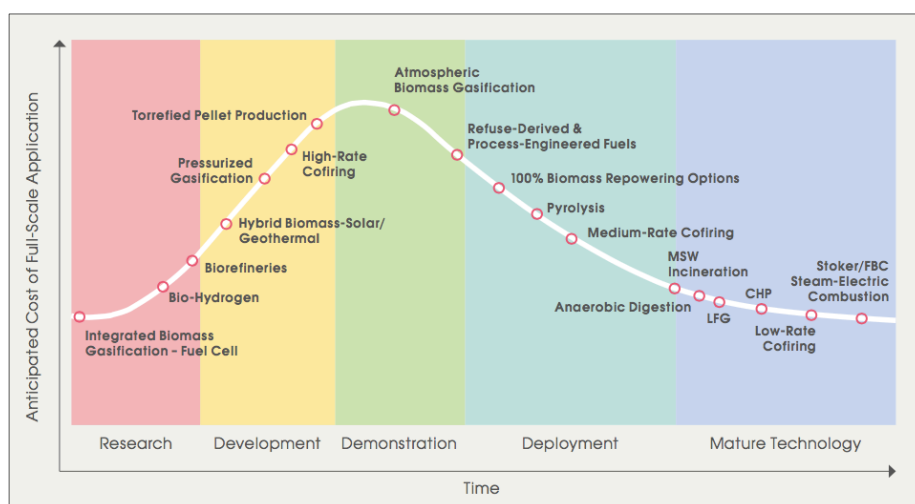 Anticipated Cost of Full-Scale Application
Atmospheric
Biomass Gasification
Torrefied Pellet Production
Refuse-Derived &
Process-Engineered Fuels
High-Rate
Cofiring
Pressurized
Gasification
100% Biomass Repowering Options
Pyrolysis
Hybrid Biomass-Solar/
Geothermal
Medium-Rate Cofiring
Biorefineries
MSW
Incineration
Stoker/FBC
Steam-Electric
Combustion
Bio-Hydrogen
Anaerobic Digestion
LFG
CHP
Low-Rate
Cofiring
Integrated Biomass
Gasification – Fuel Cell
Research
Development
Demonstration
Deployment
Mature Technology
Time